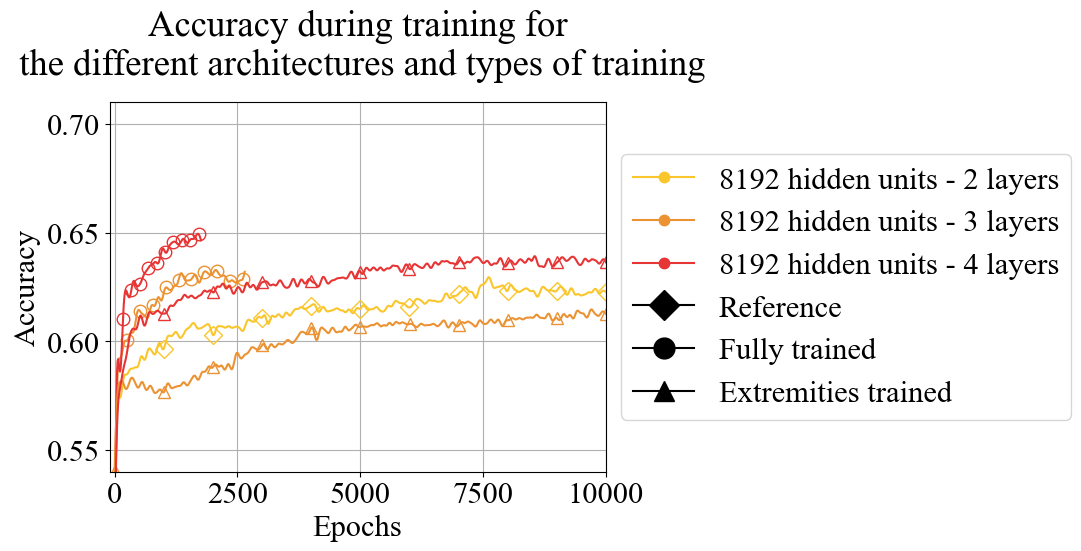 Accuracy during training for
the different architectures and types of training
0.70
0.65
0.60
0.55
Accuracy
0
2500
5000
7500
10000
Epochs
8192 hidden units - 2 layers
8192 hidden units - 3 layers
8192 hidden units - 4 layers
Reference
Fully trained
Extremities trained